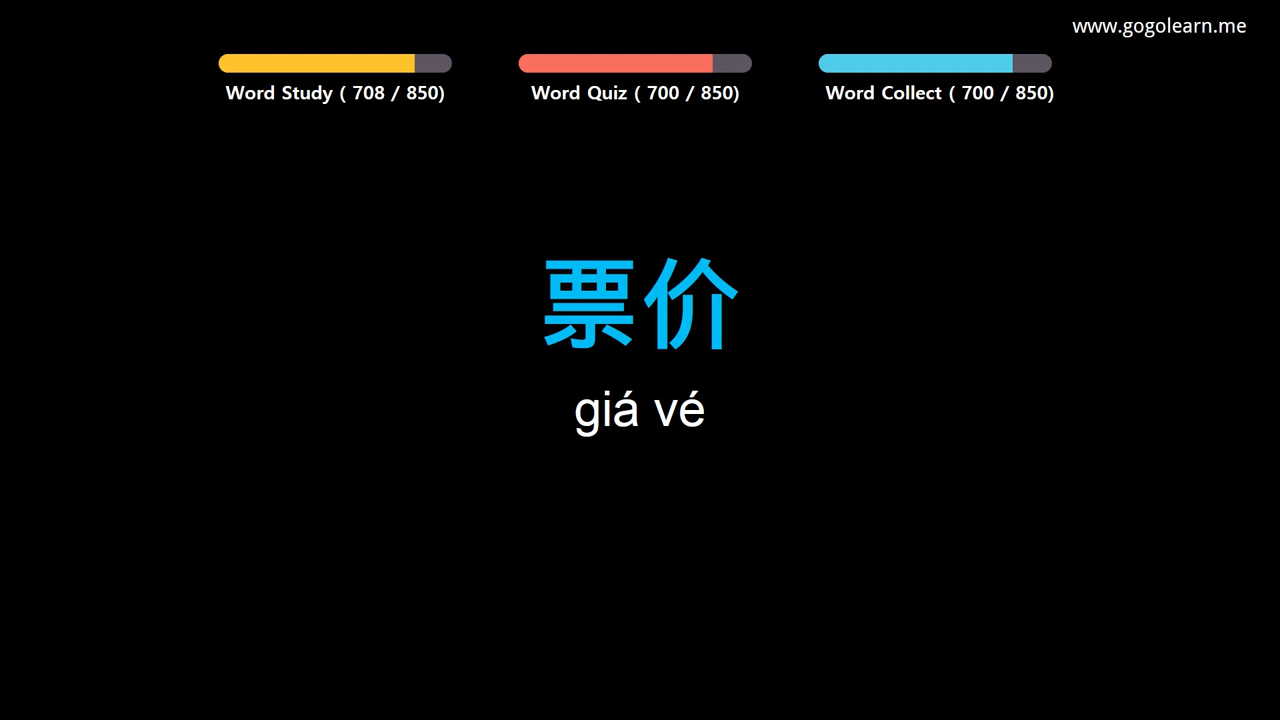 www.gogolearn.me
Word Study ( 708 / 850)
Word Quiz ( 700 / 850)
Word Collect ( 700 / 850)
票价
giá vé